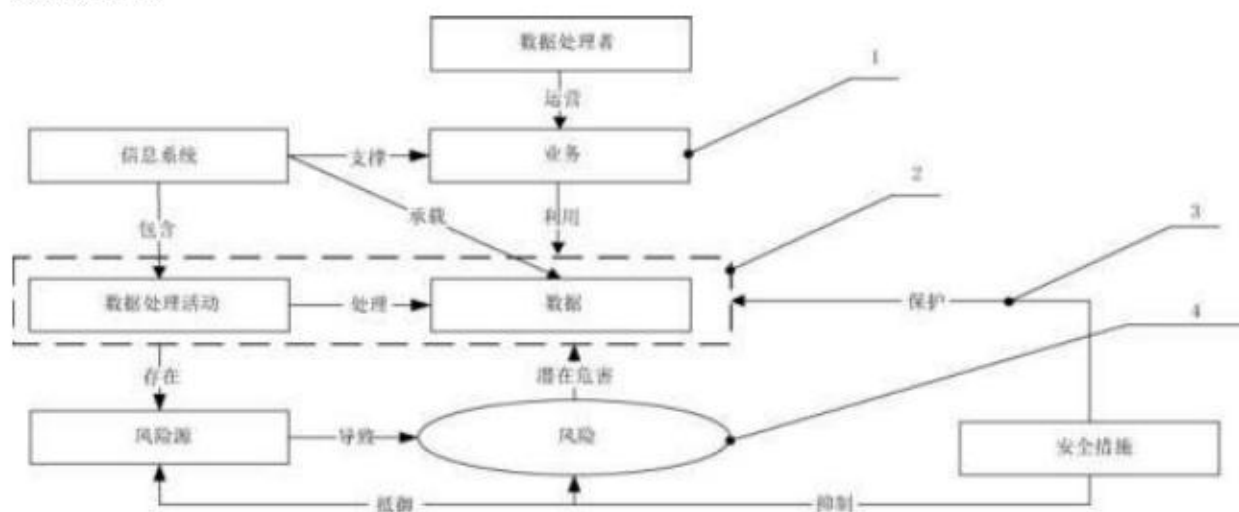 数据处理者
1
运营
信息系统
支撑
业务
2
承载
利用
3
包含
数据处理活动
处理
数据
保护
4
存在
潜在危害
风险源
导致
风险
安全措施
抵御
抑制